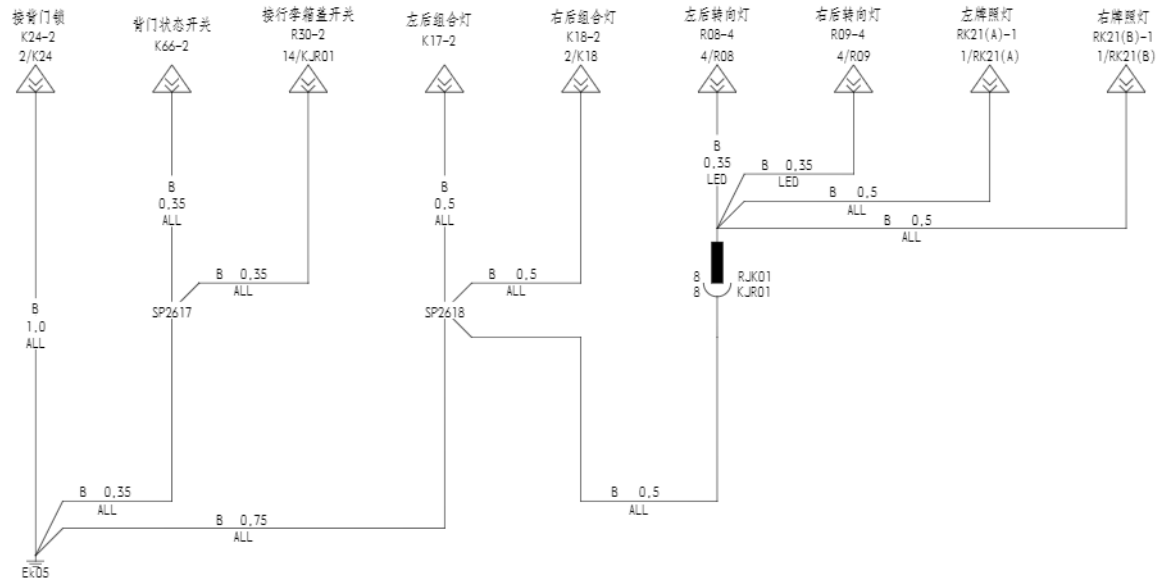 接背门锁
K24-2
2/K24
背门状态开关
K66-2
接行李箱盖开关
R30-2
14/KJR01
左后组合灯
K17-2
右后组合灯
K18-2
2/K18
左后转向灯
R08-4
4/R08
右后转向灯
R09-4
4/R09
左牌照灯
RK21(A)-1
1/RK21(A)
右牌照灯
RK21(B)-1
1/RK21(B)
B
0,35
LED
B 0,35
LED
B 0,5
ALL
B 0,5
ALL
B
0,35
ALL
B
0,5
ALL
B 0,35
ALL
B 0,5
ALL
8 RJK01
8 KJR01
B
1,0
ALL
SP2617
SP2618
B 0,35
ALL
B 0,5
ALL
B 0,75
ALL
Ek05